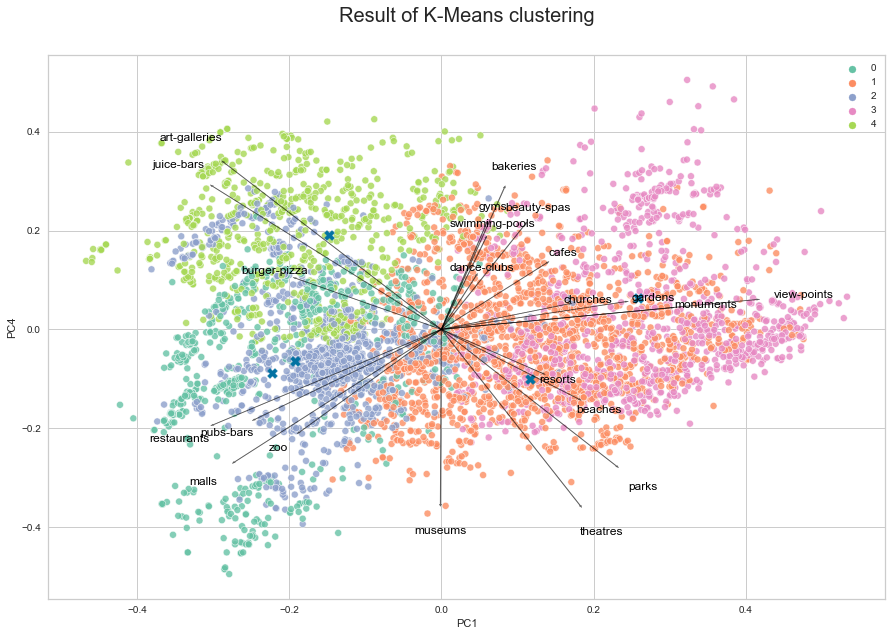 Result of K-Means clustering
0
1
2
3
4
art-galleries
juice-bars
bakeries
gyms
beauty-spas
swimming-pools
cafes
burger-pizza
dance-clubs
churches
gardens
monuments
view-points
resorts
beaches
restaurants
pubs-bars
zoo
malls
parks
museums
theatres
0.4
0.2
0.0
−0.2
−0.4
PC4
−0.4
−0.2
0.0
0.2
0.4
PC1